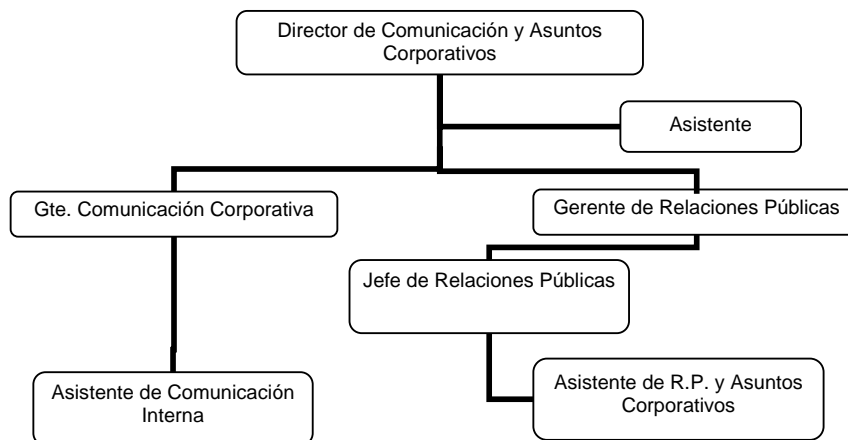 Director de Comunicación y Asuntos
Corporativos
Asistente
Gte. Comunicación Corporativa
Gerente de Relaciones Públicas
Jefe de Relaciones Públicas
Asistente de Comunicación
Interna
Asistente de R.P. y Asuntos
Corporativos